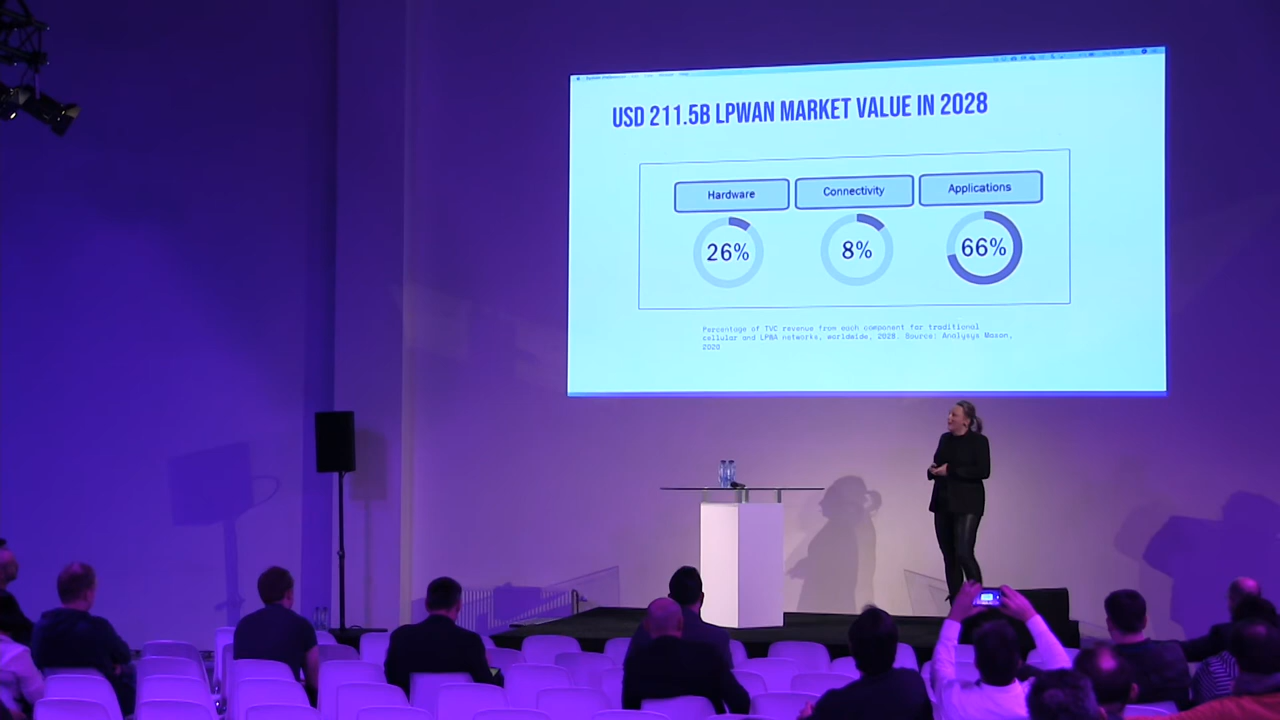 USD 211.5B LPWAN MARKET VALUE IN 2028
Hardware
Connectivity
Applications
26%
8%
66%
Percentage of TVC revenue from each component for traditional
cellular and LPWA networks, worldwide, 2028. Source: Analysys Mason,
2020